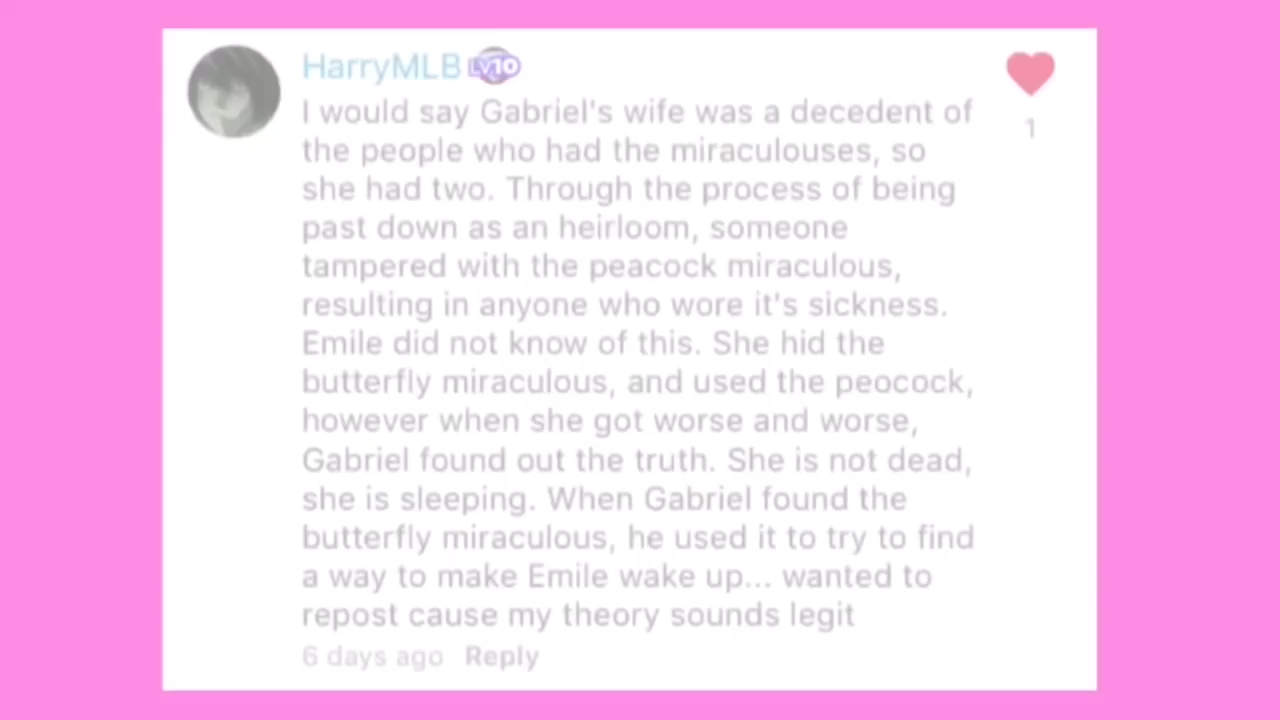 HarryMLB Lv10
I would say Gabriel's wife was a decedent of
the people who had the miraculouses, so
she had two. Through the process of being
past down as an heirloom, someone
tampered with the peacock miraculous,
resulting in anyone who wore it's sickness.
Emile did not know of this. She hid the
butterfly miraculous, and used the peocock,
however when she got worse and worse,
Gabriel found out the truth. She is not dead,
she is sleeping. When Gabriel found the
butterfly miraculous, he used it to try to find
a way to make Emile wake up... wanted to
repost cause my theory sounds legit
6 days ago Reply
1